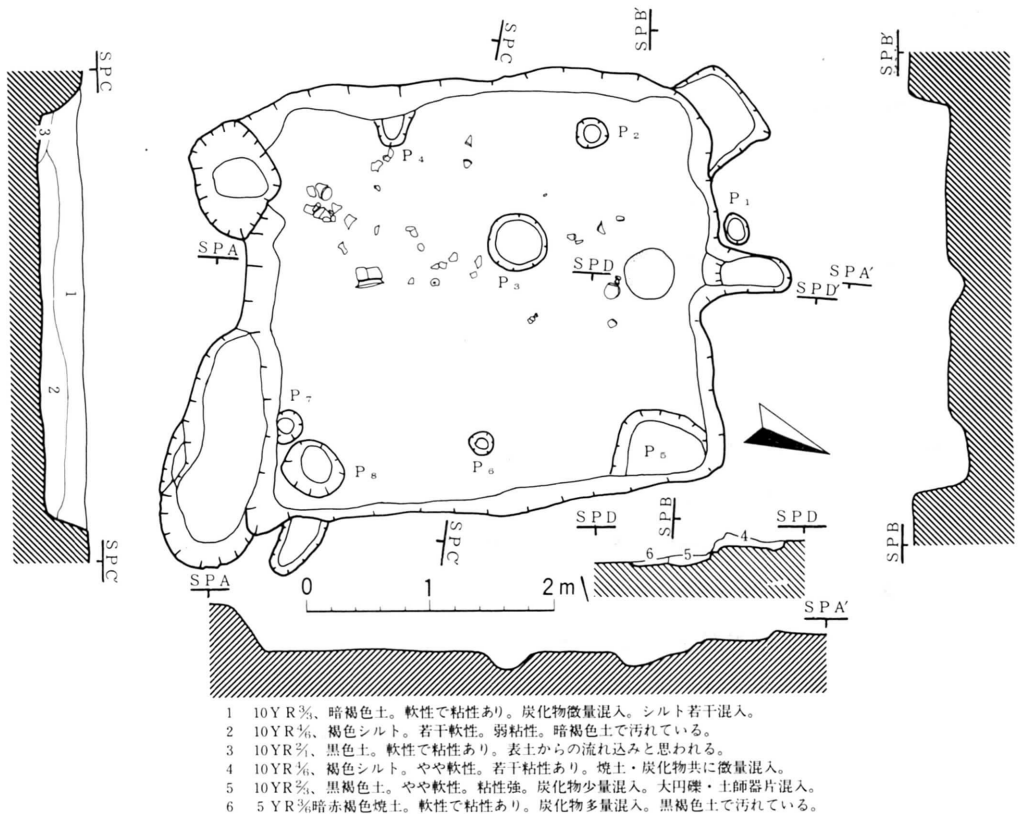 SPC
SPB′
SPB′
SPC
3
P2
P4
P1
SPA
SPD
SPA′
P3
SPD′
1
2
P7
P5
P8
P6
SPC′
SPC′
SPD
SPB
SPD
SPB
4
6 5
SPA
0 1 2m
SPA′
1 10YR3/3、暗褐色土。軟性で粘性あり。炭化物徴量混入。シルト若干混入。
2 10YR4/6、褐色シルト。若干軟性。弱粘性。暗褐色土で汚れている。
3 10YR2/1、黒色土。軟性で粘性あり。表土からの流れ込みと思われる。
4 10YR4/6、褐色シルト。やや軟性。若干粘性あり。焼土・炭化物共に徴量混入。
5 10YR2/3、黒褐色土。やや軟性。粘性強。炭化物少量混入。大円礫・土師器片混入。
6 5YR3/6暗赤褐色焼土。軟性で粘性あり。炭化物多量混入。黒褐色土で汚れている。